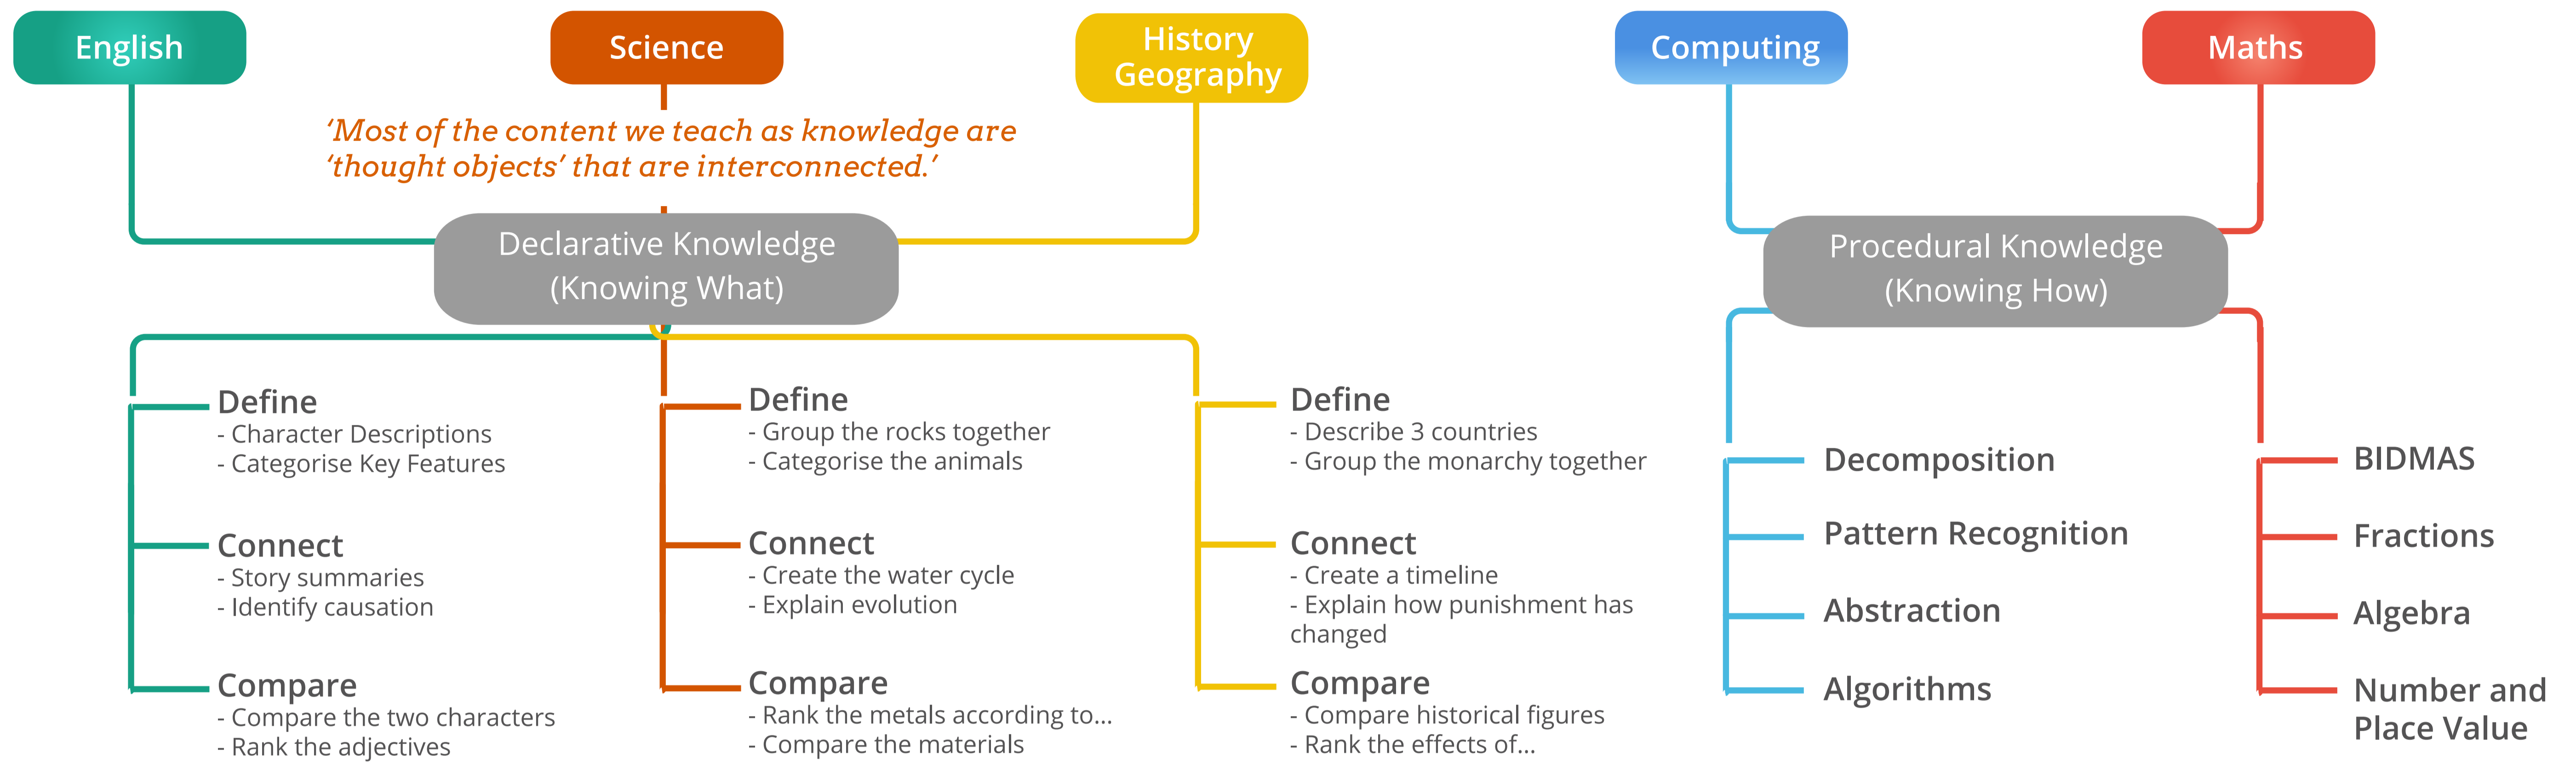 English
Science
History
Geography
Computing
Maths
‘Most of the content we teach as knowledge are
‘thought objects’ that are interconnected.’
Declarative Knowledge
(Knowing What)
Procedural Knowledge
(Knowing How)
Define
- Character Descriptions
- Categorise Key Features
Connect
- Story summaries
- Identify causation
Compare
- Compare the two characters
- Rank the adjectives
Define
- Group the rocks together
- Categorise the animals
Connect
- Create the water cycle
- Explain evolution
Compare
- Rank the metals according to...
- Compare the materials
Define
- Describe 3 countries
- Group the monarchy together
Connect
- Create a timeline
- Explain how punishment has
changed
Compare
- Compare historical figures
- Rank the effects of...
Decomposition
Pattern Recognition
Abstraction
Algorithms
BIDMAS
Fractions
Algebra
Number and
Place Value